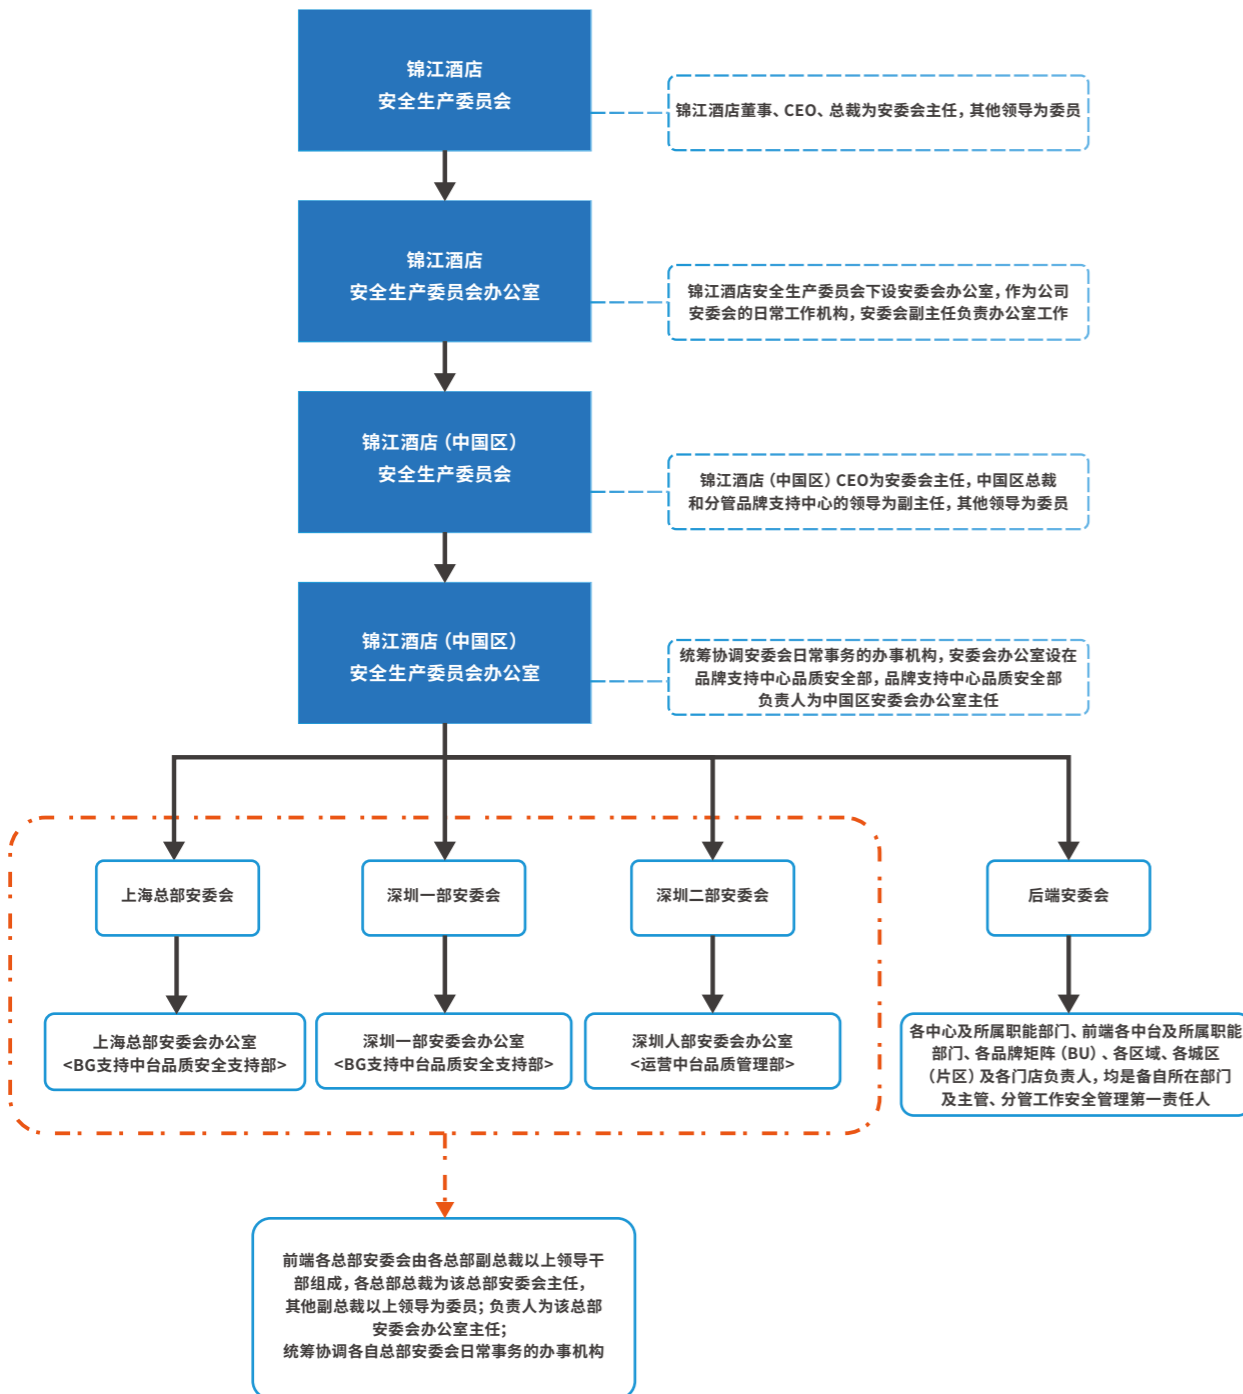 锦江酒店
安全生产委员会
锦江酒店董事、CEO、总裁为安委会主任，其他领导为委员
锦江酒店
安全生产委员会办公室
锦江酒店安全生产委员会下设安委会办公室，作为公司
安委会的日常工作机构，安委会副主任负责办公室工作
锦江酒店（中国区）
安全生产委员会
锦江酒店（中国区）CEO为安委会主任，中国区总裁
和分管品牌支持中心的领导为副主任，其他领导为委员
锦江酒店（中国区）
安全生产委员会办公室
统筹协调安委会日常事务的办事机构，安委会办公室设在
品牌支持中心品质安全部，品牌支持中心品质安全部
负责人为中国区安委会办公室主任
上海总部安委会
深圳一部安委会
深圳二部安委会
后端安委会
上海总部安委会办公室
<BG支持中台品质安全支持部>
深圳一部安委会办公室
<BG支持中台品质安全支持部>
深圳人部安委会办公室
<运营中台品质管理部>
各中心及所属职能部门、前端各中台及所属职能
部门、各品牌矩阵（BU）、各区域、各城区
（片区）及各门店负责人，均是备自所在部门
及主管、分管工作安全管理第一责任人
前端各总部安委会由各总部副总裁以上领导干
部组成，各总部总裁为该总部安委会主任，
其他副总裁以上领导为委员；负责人为该总部
安委会办公室主任；
统筹协调各自总部安委会日常事务的办事机构